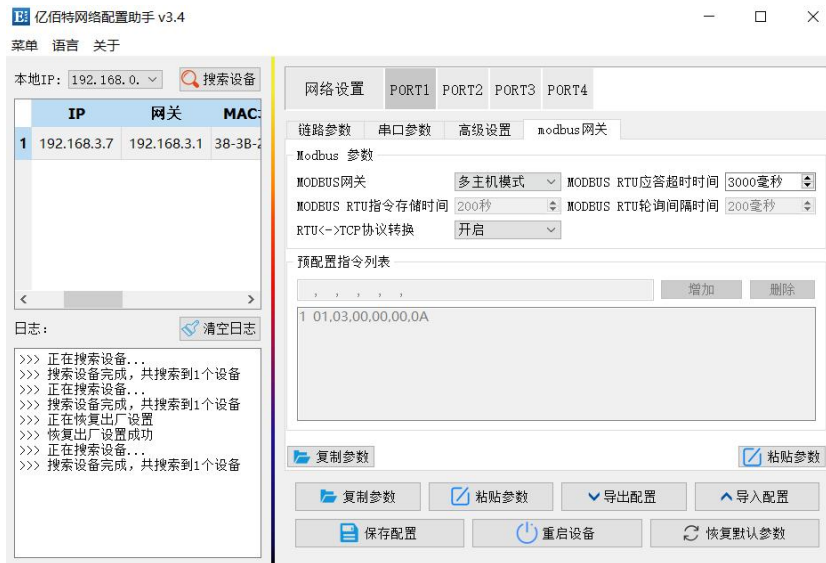 亿佰特网络配置助手 v3.4
菜单 语言 关于
本地IP: 192.168.0. 搜索设备
IP 网关 MAC
1 192.168.3.7 192.168.3.1 38-3B-2
日志: 清空日志
>>> 正在搜索设备...
>>> 搜索设备完成，共搜索到1个设备
>>> 正在搜索设备...
>>> 搜索设备完成，共搜索到1个设备
>>> 正在恢复出厂设置
>>> 恢复出厂设置成功
>>> 正在搜索设备...
>>> 搜索设备完成，共搜索到1个设备
网络设置 PORT1 PORT2 PORT3 PORT4
链路参数 串口参数 高级设置 modbus网关
Modbus 参数
MODBUS网关 多主机模式 MODBUS RTU应答超时时间 3000毫秒
MODBUS RTU指令存储时间 200秒 MODBUS RTU轮询间隔时间 200毫秒
RTU<->TCP协议转换 开启
预配置指令列表
, , , , , 增加 删除
1 01,03,00,00,00,0A
复制参数 粘贴参数
复制参数 粘贴参数 导出配置 导入配置
保存配置 重启设备 恢复默认参数